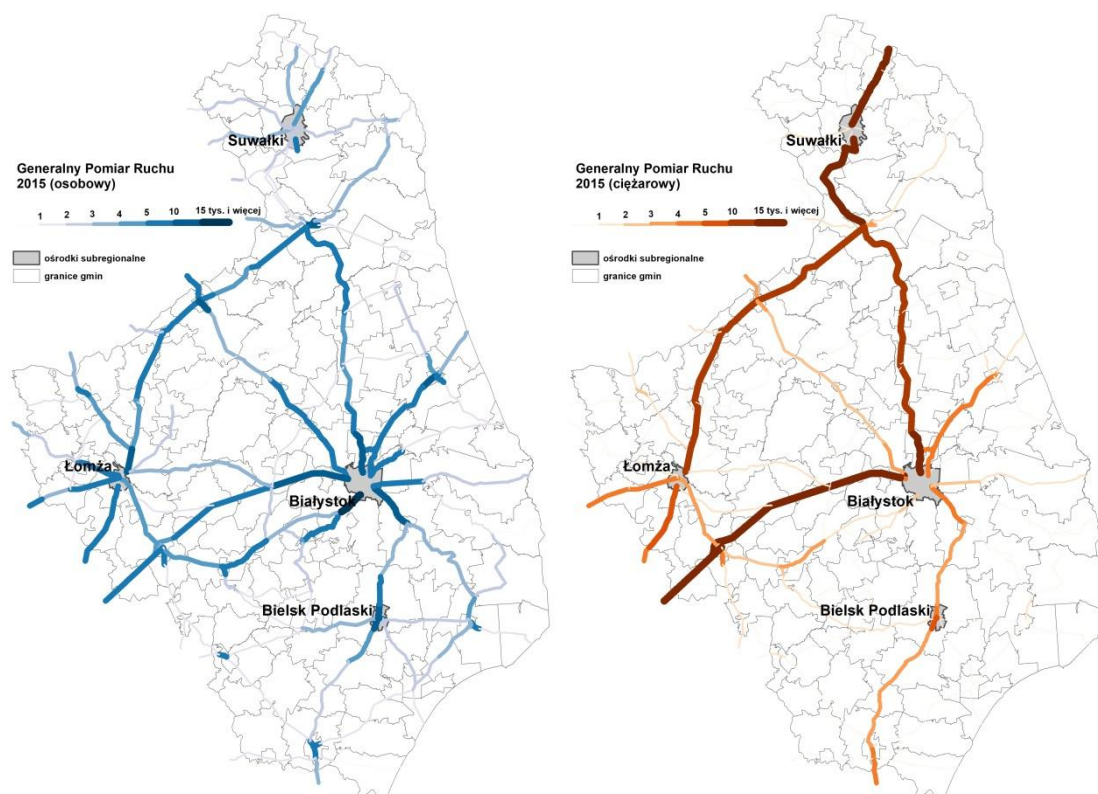 Suwałki
Generalny Pomiar Ruchu
2015 (osobowy)
1 2 3 4 5 10 15 tys. i więcej
ośrodki subregionalne
granice gmin
Łomża
Białystok
Bielsk Podlaski
Suwałki
Generalny Pomiar Ruchu
2015 (ciężarowy)
1 2 3 4 5 10 15 tys. i więcej
ośrodki subregionalne
granice gmin
Łomża
Białystok
Bielsk Podlaski